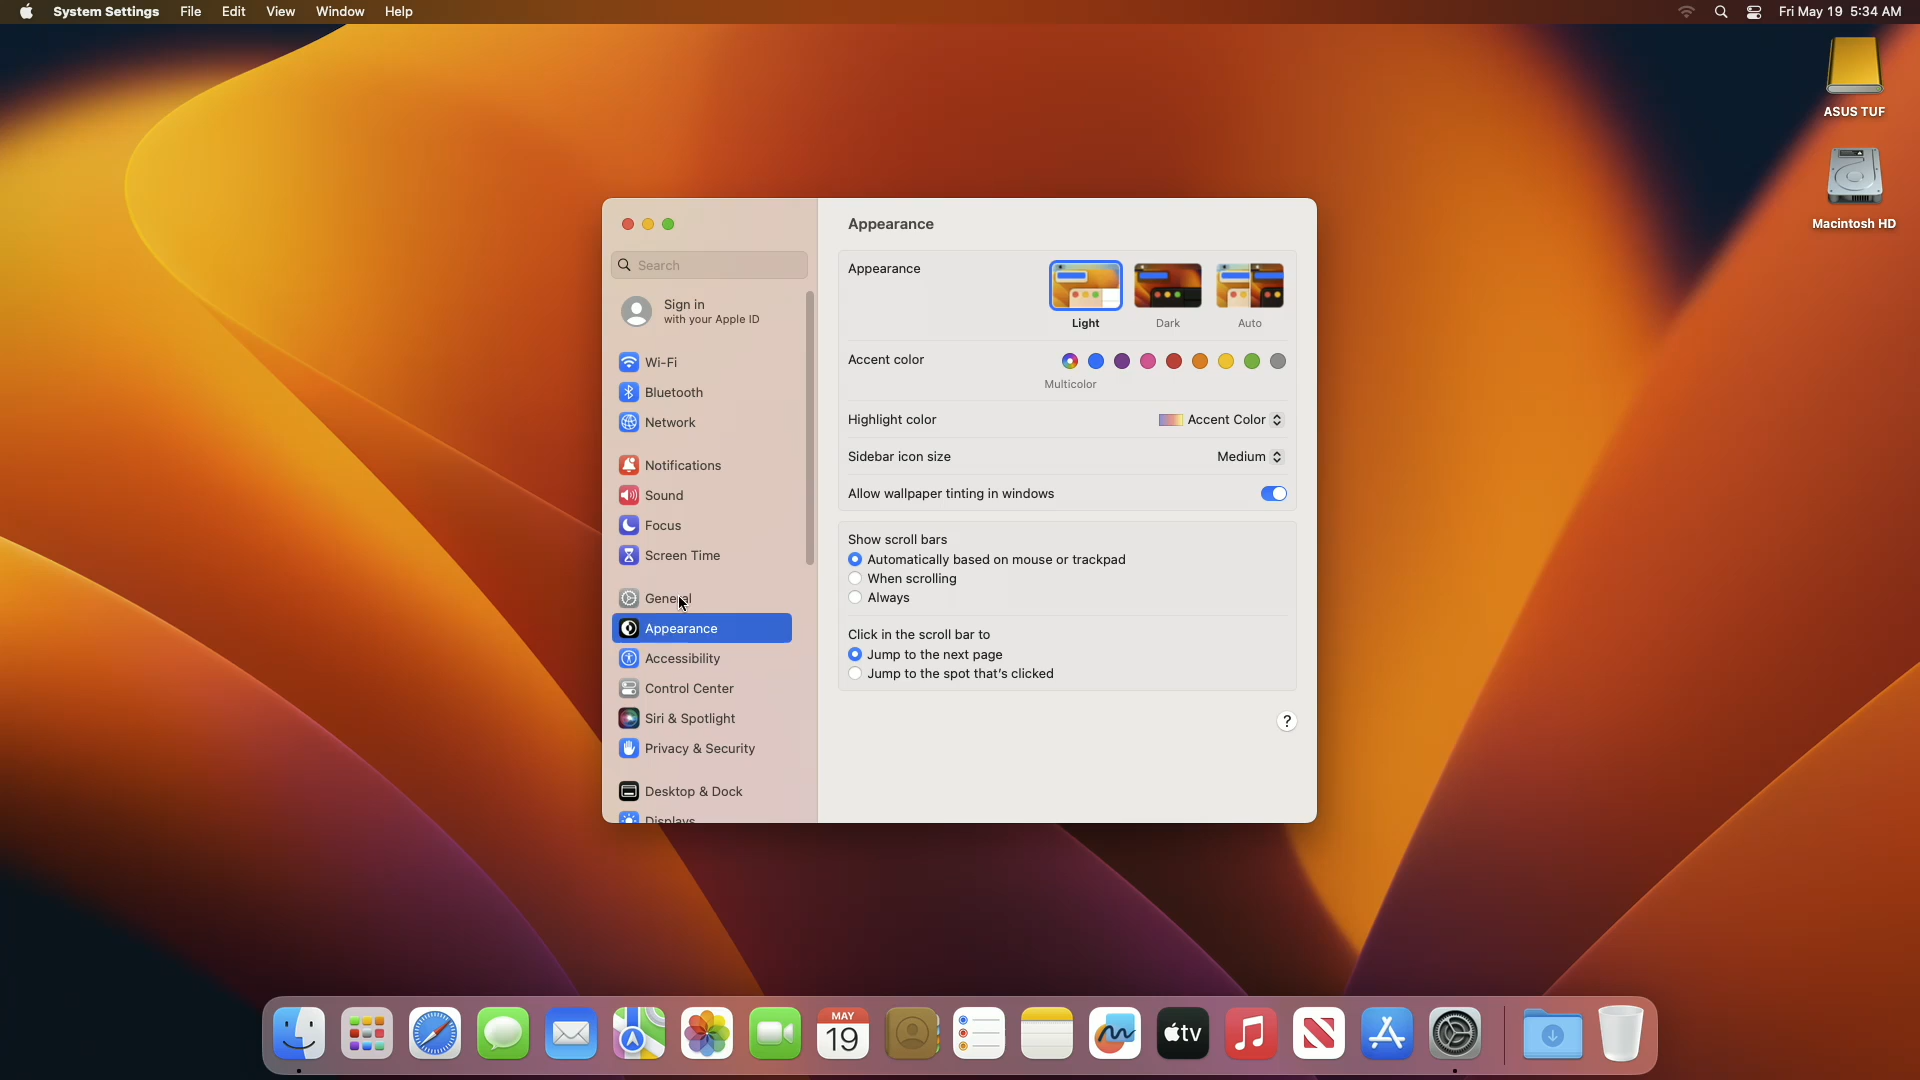 System Settings File Edit View Window Help Fri May 19 5:34 AM
ASUS TUF
Macintosh HD
Search
Sign in
with your Apple ID
Wi-Fi
Bluetooth
Network
Notifications
Sound
Focus
Screen Time
General
Appearance
Accessibility
Control Center
Siri & Spotlight
Privacy & Security
Desktop & Dock
Displays
Appearance
Appearance
Light Dark Auto
Accent color
Multicolor
Highlight color Accent Color
Sidebar icon size Medium
Allow wallpaper tinting in windows
Show scroll bars
Automatically based on mouse or trackpad
When scrolling
Always
Click in the scroll bar to
Jump to the next page
Jump to the spot that's clicked
?
MAY
19
tv